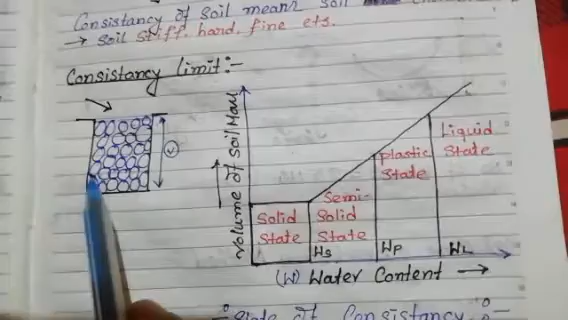 Consistancy of Soil means Soil
→ Soil Stiff, hard, fine ets.
Consistancy limit:-
V
Volume of Soil Mass
Solid State
Semi-Solid State
plastic State
Liquid State
Ws
Wp
WL
(W) Water Content →
State of Consistancy